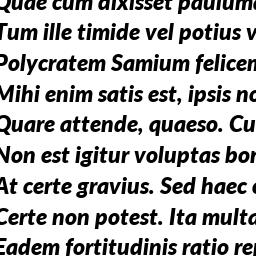 Quae cum dixisset paulum
Tum ille timide vel potius v
Polycratem Samium felicem
Mihi enim satis est, ipsis no
Quare attende, quaeso. Cu
Non est igitur voluptas bon
At certe gravius. Sed haec
Certe non potest. Ita multa
Eadem fortitudinis ratio rep